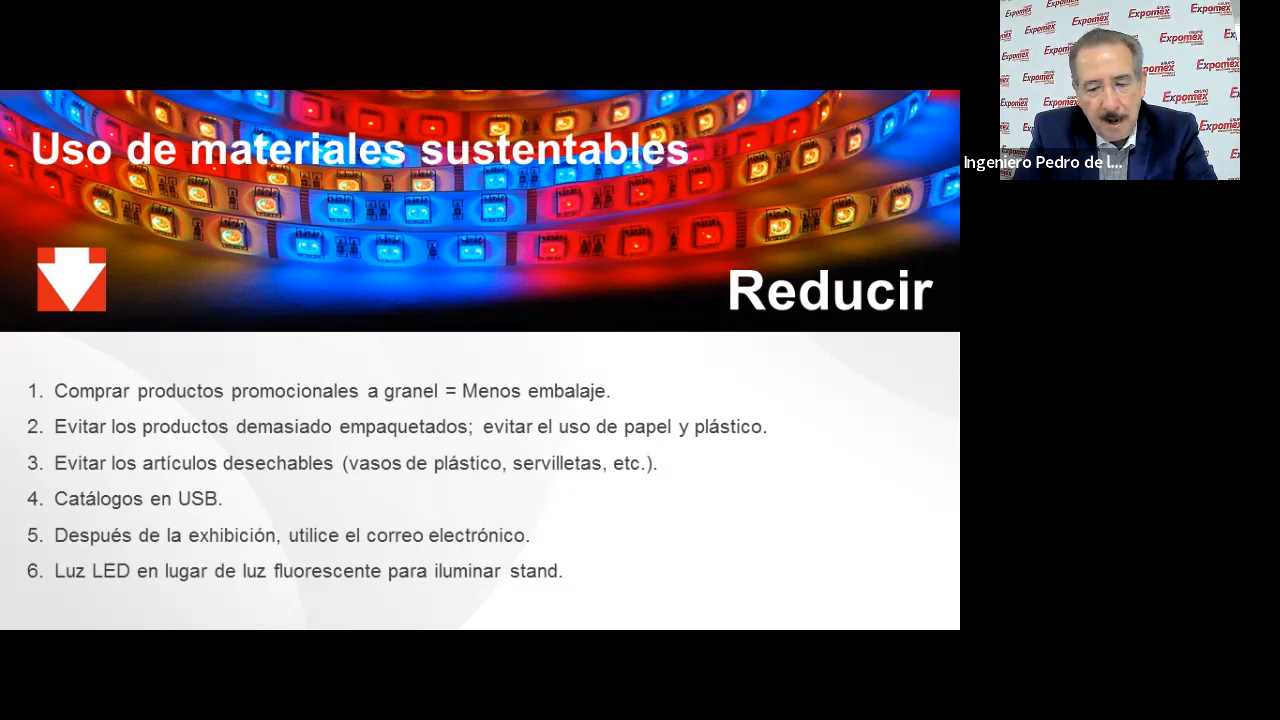 Uso de materiales sustentables
Reducir
1. Comprar productos promocionales a granel = Menos embalaje.
2. Evitar los productos demasiado empaquetados; evitar el uso de papel y plástico.
3. Evitar los artículos desechables (vasos de plástico, servilletas, etc.).
4. Catálogos en USB.
5. Después de la exhibición, utilice el correo electrónico.
6. Luz LED en lugar de luz fluorescente para iluminar stand.
GRUPO
Expomex
Ingeniero Pedro de l...